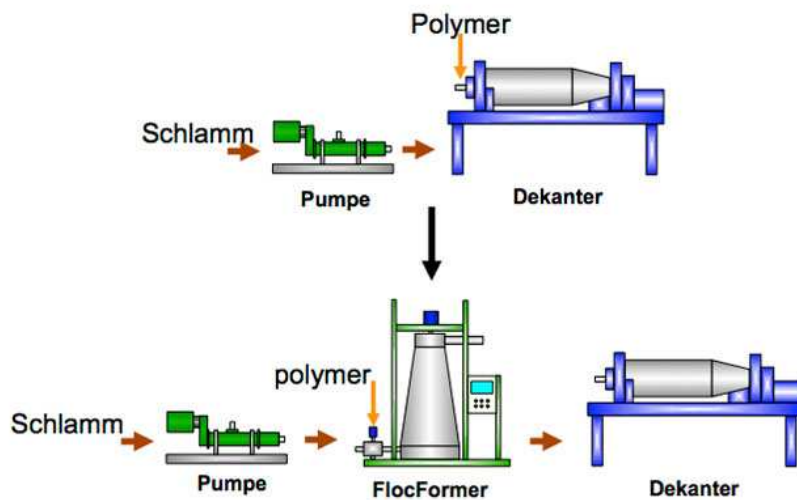 Polymer
Schlamm
Pumpe
Dekanter
polymer
Schlamm
Pumpe
FlocFormer
Dekanter